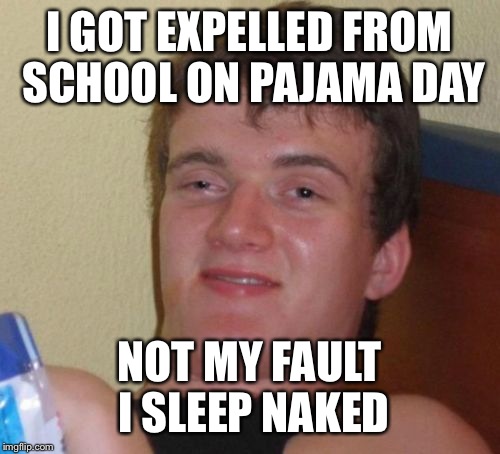 I GOT EXPELLED FROM
SCHOOL ON PAJAMA DAY
NOT MY FAULT
I SLEEP NAKED
imgflip.com